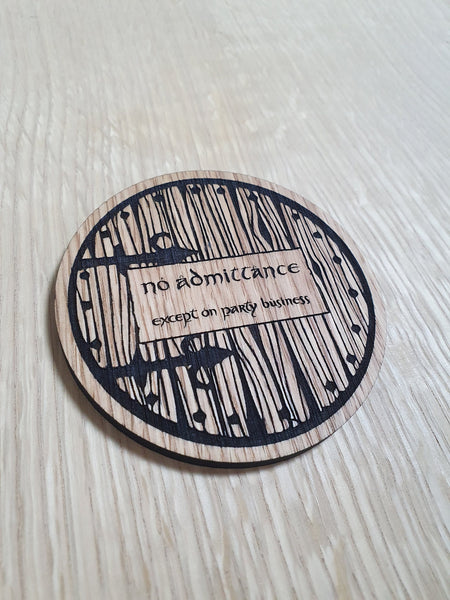 no admittance
except on party business